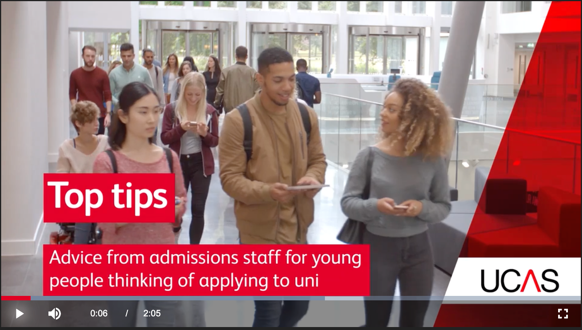 Top tips
Advice from admissions staff for young
people thinking of applying to uni
UCAS
0:06 / 2:05